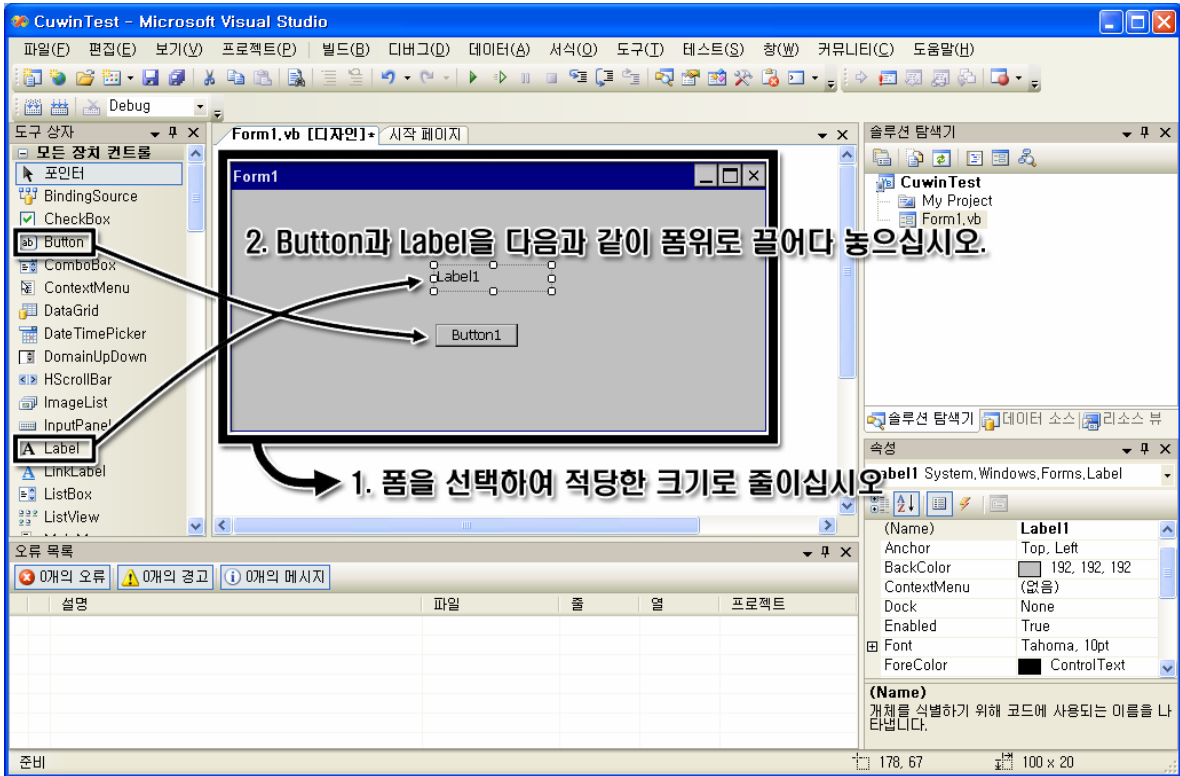 CuwinTest - Microsoft Visual Studio
파일(F) 편집(E) 보기(V) 프로젝트(P) 빌드(B) 디버그(D) 데이터(A) 서식(O) 도구(T) 테스트(S) 창(W) 커뮤니티(C) 도움말(H)
Debug
도구 상자
모든 장치 컨트롤
포인터
BindingSource
CheckBox
Button
ComboBox
ContextMenu
DataGrid
DateTimePicker
DomainUpDown
HScrollBar
ImageList
InputPanel
Label
LinkLabel
ListBox
ListView
Form1.vb [디자인]* 시작 페이지
Form1
2. Button과 Label을 다음과 같이 폼위로 끌어다 놓으십시오.
Label1
Button1
1. 폼을 선택하여 적당한 크기로 줄이십시오
솔루션 탐색기
CuwinTest
My Project
Form1.vb
솔루션 탐색기 데이터 소스 리소스 뷰
속성
abel1 System.Windows.Forms.Label
(Name) Label1
Anchor Top, Left
BackColor 192, 192, 192
ContextMenu (없음)
Dock None
Enabled True
Font Tahoma, 10pt
ForeColor ControlText
(Name)
개체를 식별하기 위해 코드에 사용되는 이름을 나
타냅니다.
오류 목록
0개의 오류 0개의 경고 0개의 메시지
설명 파일 줄 열 프로젝트
준비 178, 67 100 x 20